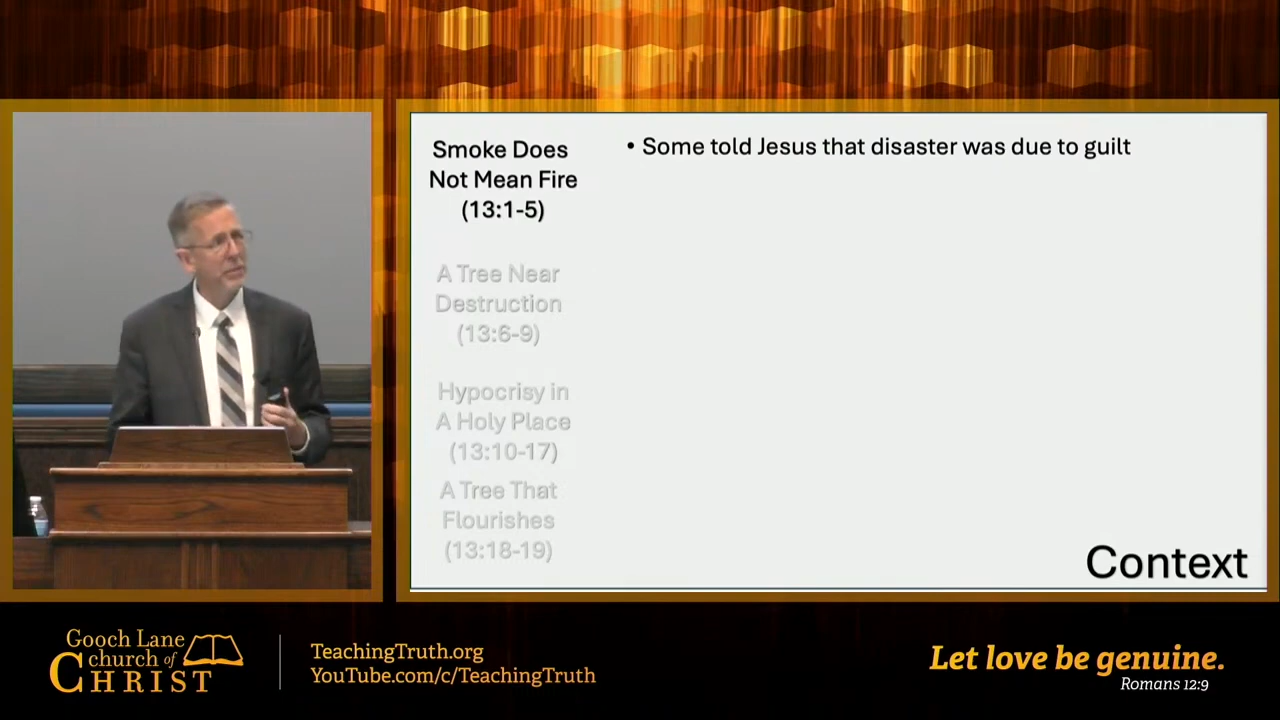 Smoke Does
Not Mean Fire
(13:1-5)
• Some told Jesus that disaster was due to guilt
A Tree Near
Destruction
(13:6-9)
Hypocrisy in
A Holy Place
(13:10-17)
A Tree That
Flourishes
(13:18-19)
Context
Gooch Lane
church of
CHRIST
TeachingTruth.org
YouTube.com/c/TeachingTruth
Let love be genuine.
Romans 12:9